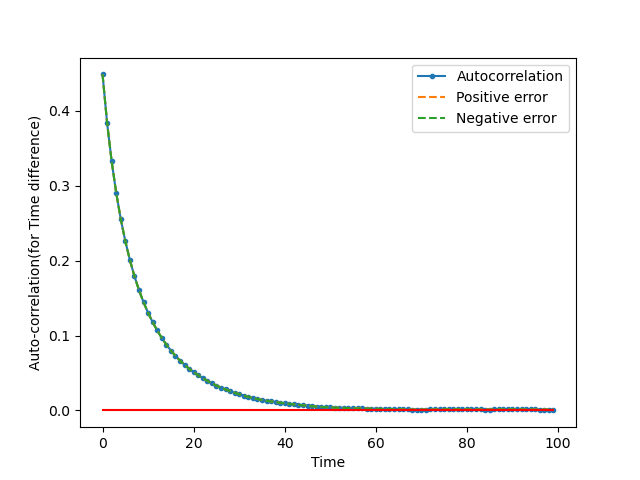 Autocorrelation
Positive error
Negative error
Auto-correlation(for Time difference)
0.4
0.3
0.2
0.1
0.0
0 20 40 60 80 100
Time